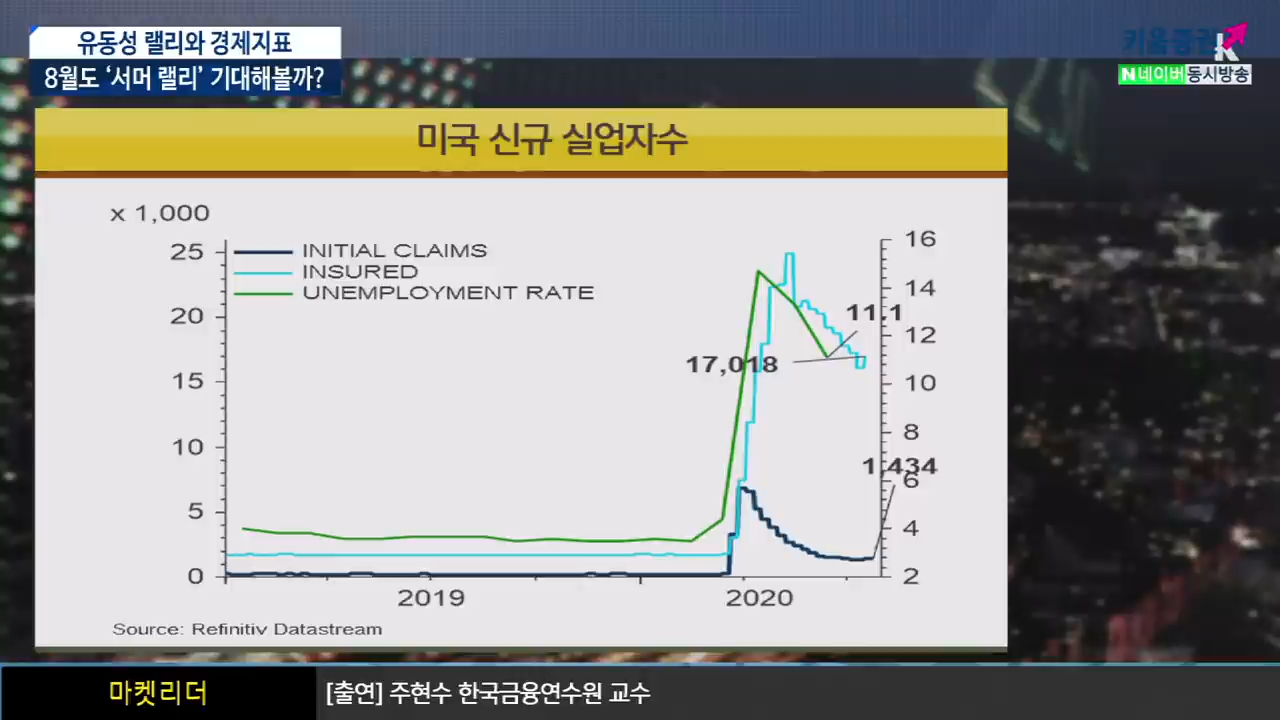 유동성 랠리와 경제지표
8월도 ‘서머 랠리’ 기대해볼까?
키움증권
N네이버 동시방송
미국 신규 실업자수
x 1,000
INITIAL CLAIMS
INSURED
UNEMPLOYMENT RATE
25
20
15
10
5
0
16
14
12
10
8
6
4
2
11.1
17,018
1,434
2019
2020
Source: Refinitiv Datastream
마켓리더
[출연] 주현수 한국금융연수원 교수